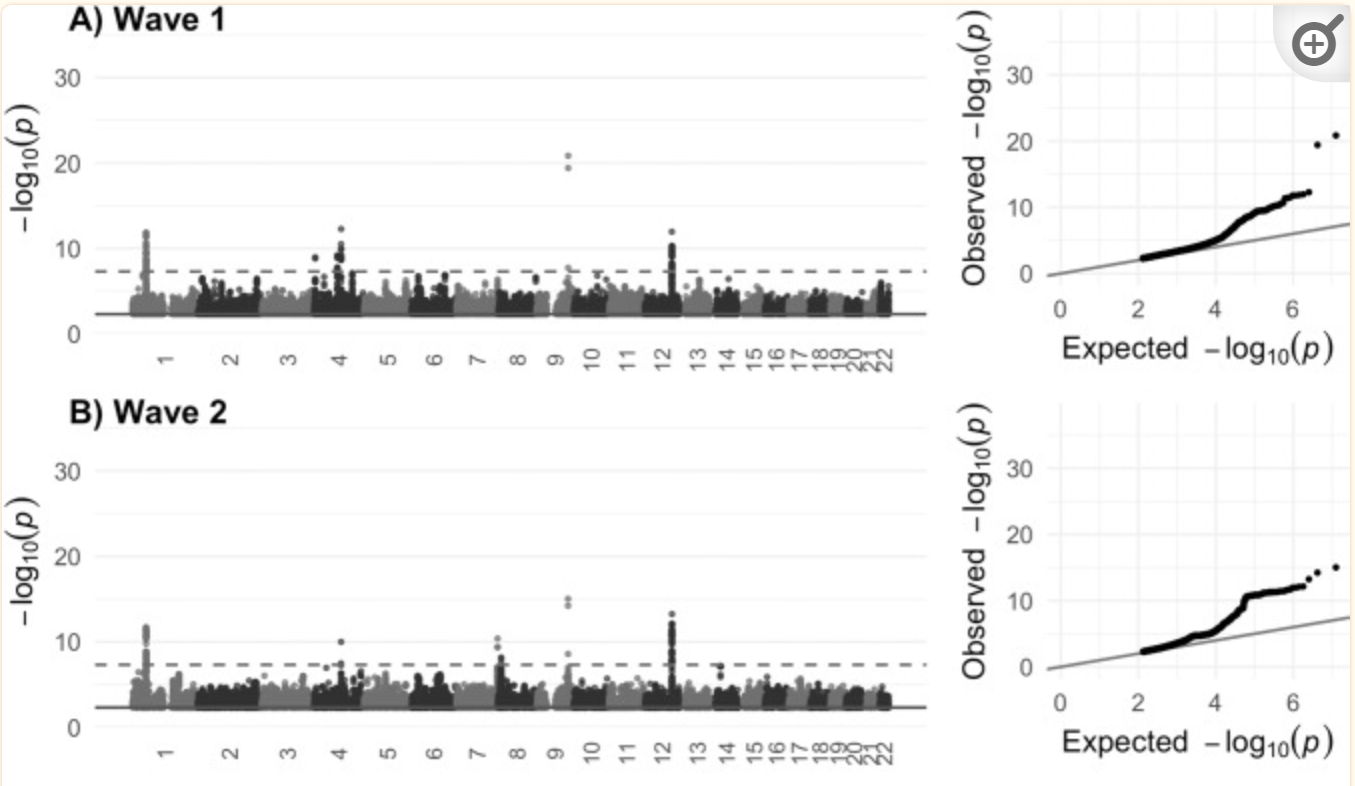 A) Wave 1
−log₁₀(p)
30
20
10
0
1 2 3 4 5 6 7 8 9 10 11 12 13 14 15 16 17 18 19 20 21 22
Observed −log₁₀(p)
30
20
10
0
0 2 4 6
Expected −log₁₀(p)
B) Wave 2
−log₁₀(p)
30
20
10
0
1 2 3 4 5 6 7 8 9 10 11 12 13 14 15 16 17 18 19 20 21 22
Observed −log₁₀(p)
30
20
10
0
0 2 4 6
Expected −log₁₀(p)